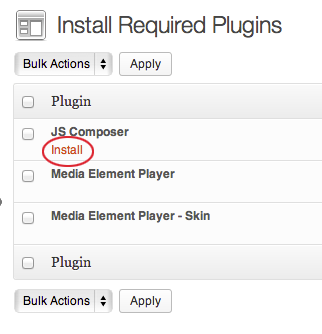 Install Required Plugins
Bulk Actions Apply
Plugin
JS Composer
Install
Media Element Player
Media Element Player - Skin
Plugin
Bulk Actions Apply